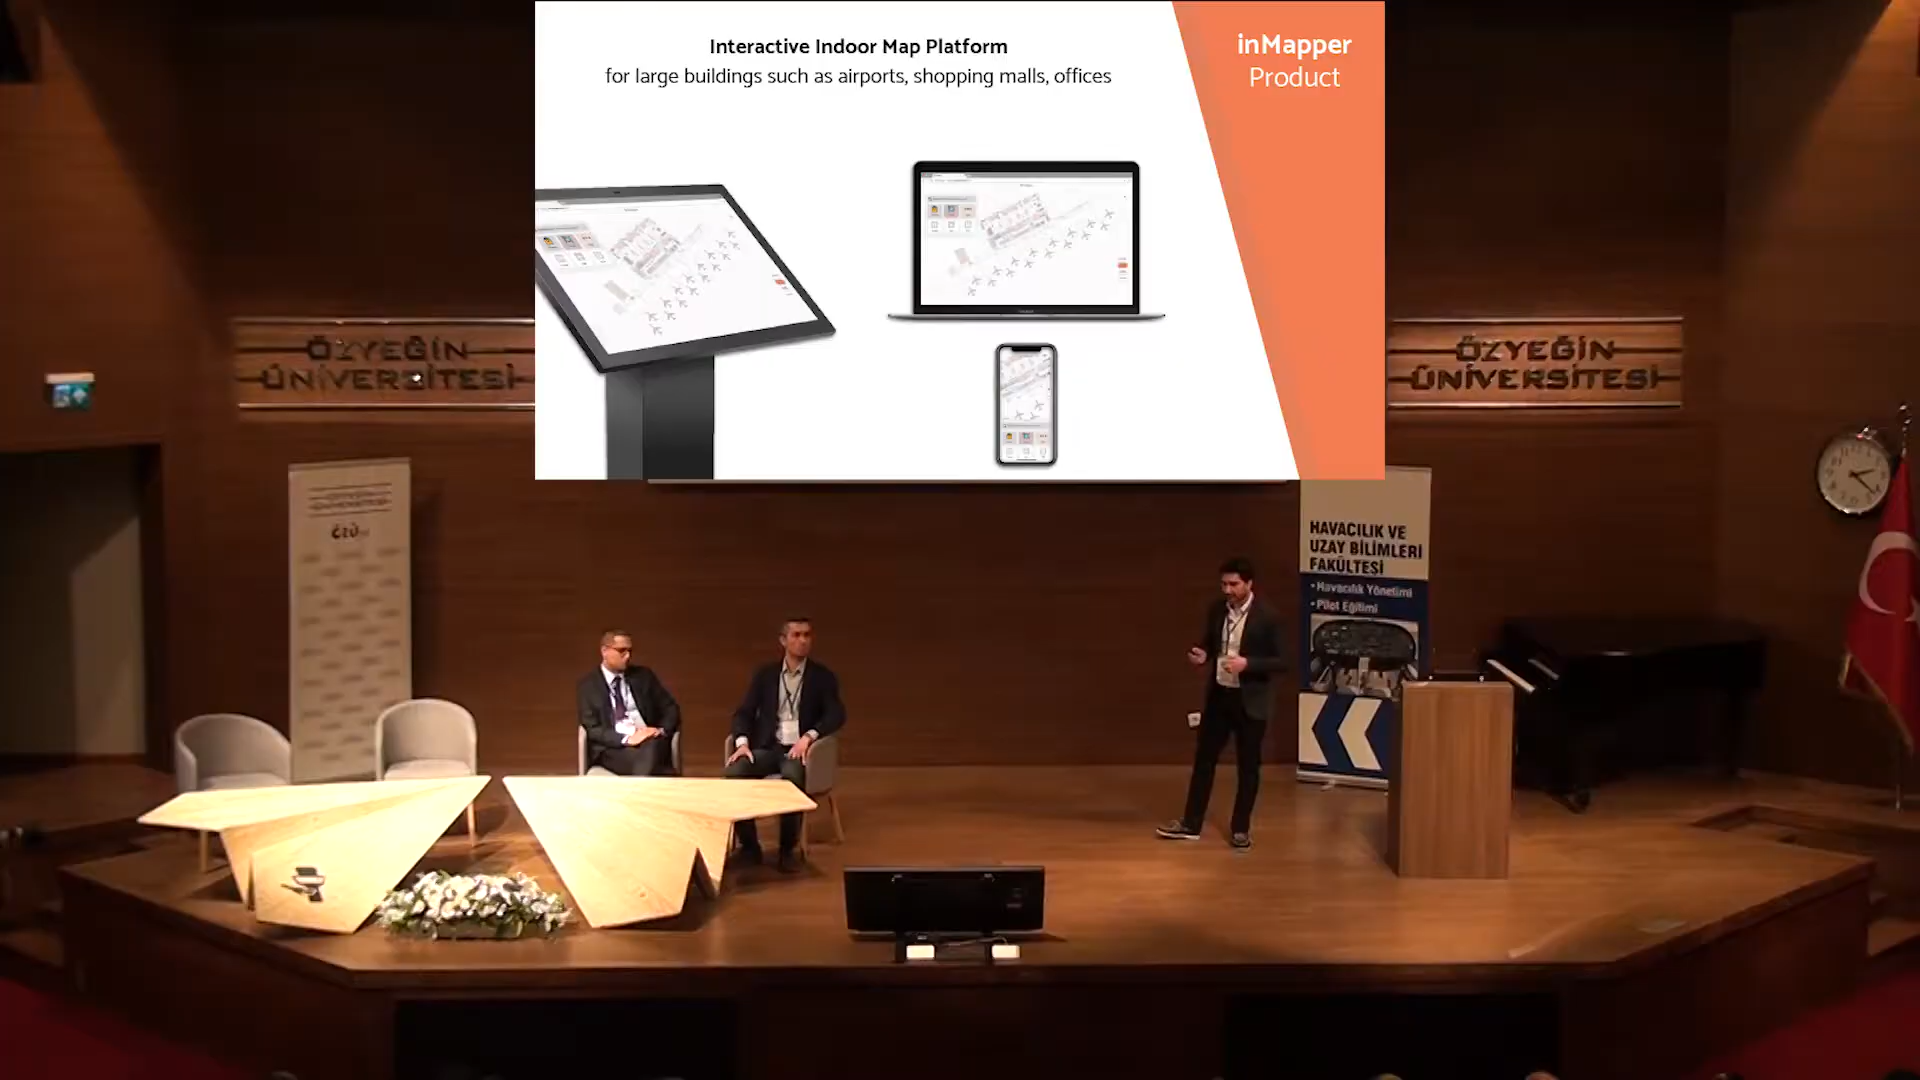 Interactive Indoor Map Platform
for large buildings such as airports, shopping malls, offices
inMapper
Product
ÖZYEĞİN
ÜNİVERSİTESİ
ÖZYEĞİN
ÜNİVERSİTESİ
ÖZÜ
HAVACILIK VE
UZAY BİLİMLERİ
FAKÜLTESİ
• Havacılık Yönetimi
• Pilot Eğitimi